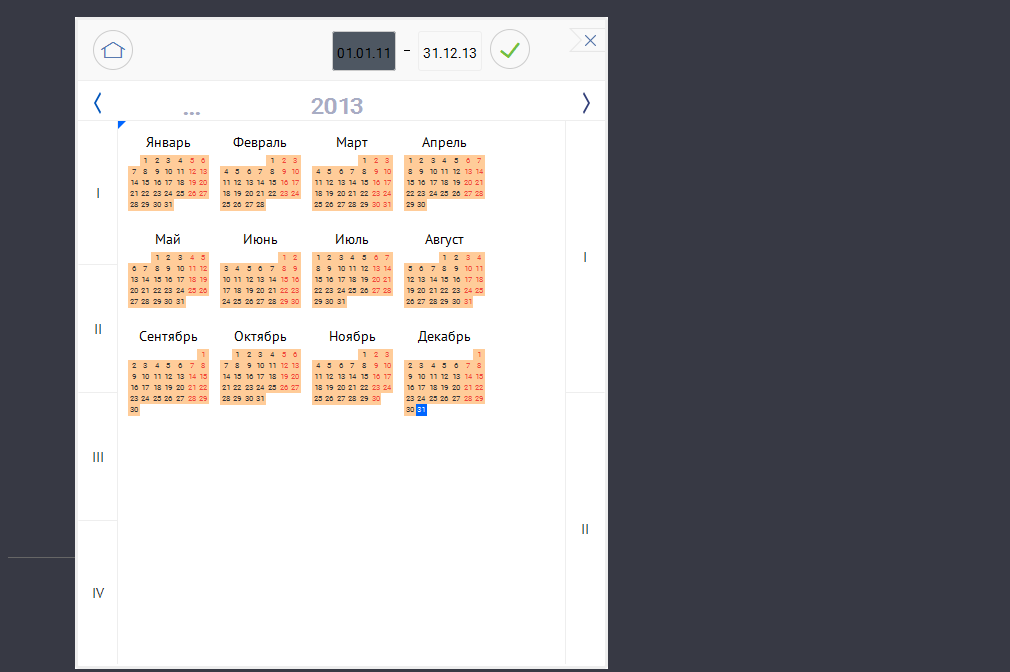 01.01.11 – 31.12.13
... 2013
I
II
III
IV
Январь
1 2 3 4 5 6
7 8 9 10 11 12 13
14 15 16 17 18 19 20
21 22 23 24 25 26 27
28 29 30 31
Февраль
1 2 3
4 5 6 7 8 9 10
11 12 13 14 15 16 17
18 19 20 21 22 23 24
25 26 27 28
Март
1 2 3
4 5 6 7 8 9 10
11 12 13 14 15 16 17
18 19 20 21 22 23 24
25 26 27 28 29 30 31
Апрель
1 2 3 4 5 6 7
8 9 10 11 12 13 14
15 16 17 18 19 20 21
22 23 24 25 26 27 28
29 30
Май
1 2 3 4 5
6 7 8 9 10 11 12
13 14 15 16 17 18 19
20 21 22 23 24 25 26
27 28 29 30 31
Июнь
1 2
3 4 5 6 7 8 9
10 11 12 13 14 15 16
17 18 19 20 21 22 23
24 25 26 27 28 29 30
Июль
1 2 3 4 5 6 7
8 9 10 11 12 13 14
15 16 17 18 19 20 21
22 23 24 25 26 27 28
29 30 31
Август
1 2 3 4
5 6 7 8 9 10 11
12 13 14 15 16 17 18
19 20 21 22 23 24 25
26 27 28 29 30 31
Сентябрь
1
2 3 4 5 6 7 8
9 10 11 12 13 14 15
16 17 18 19 20 21 22
23 24 25 26 27 28 29
30
Октябрь
1 2 3 4 5 6
7 8 9 10 11 12 13
14 15 16 17 18 19 20
21 22 23 24 25 26 27
28 29 30 31
Ноябрь
1 2 3
4 5 6 7 8 9 10
11 12 13 14 15 16 17
18 19 20 21 22 23 24
25 26 27 28 29 30
Декабрь
1
2 3 4 5 6 7 8
9 10 11 12 13 14 15
16 17 18 19 20 21 22
23 24 25 26 27 28 29
30 31
I
II